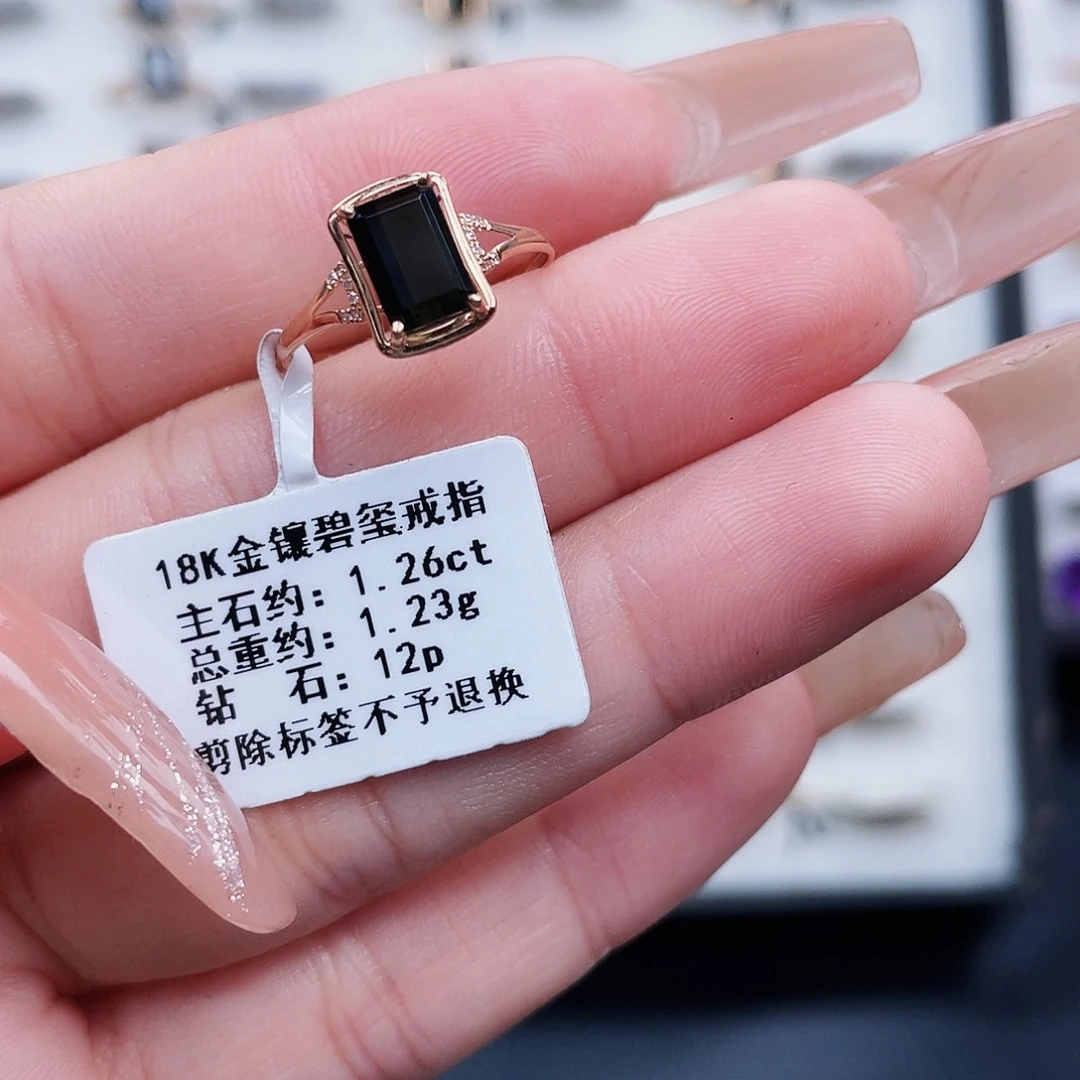 18K金镶碧玺戒指
主石约: 1.26ct
总重约: 1.23g
钻 石: 12p
剪除标签不予退换